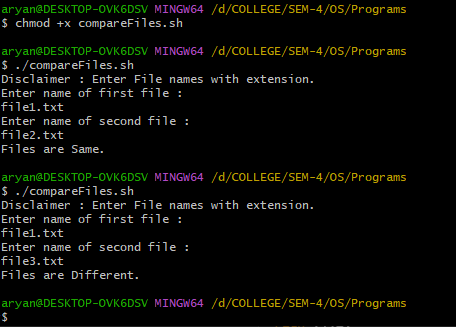 aryan@DESKTOP-OVK6DSV MINGW64 /d/COLLEGE/SEM-4/OS/Programs
$ chmod +x compareFiles.sh
aryan@DESKTOP-OVK6DSV MINGW64 /d/COLLEGE/SEM-4/OS/Programs
$ ./compareFiles.sh
Disclaimer : Enter File names with extension.
Enter name of first file :
file1.txt
Enter name of second file :
file2.txt
Files are Same.
aryan@DESKTOP-OVK6DSV MINGW64 /d/COLLEGE/SEM-4/OS/Programs
$ ./compareFiles.sh
Disclaimer : Enter File names with extension.
Enter name of first file :
file1.txt
Enter name of second file :
file3.txt
Files are Different.
aryan@DESKTOP-OVK6DSV MINGW64 /d/COLLEGE/SEM-4/OS/Programs
$